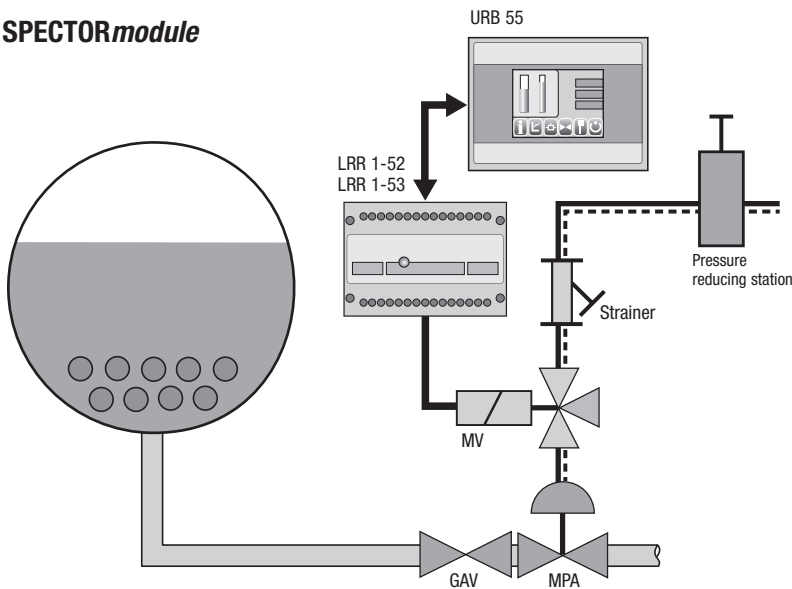 SPECTORmodule
URB 55
LRR 1-52
LRR 1-53
Pressure
reducing station
Strainer
MV
GAV
MPA